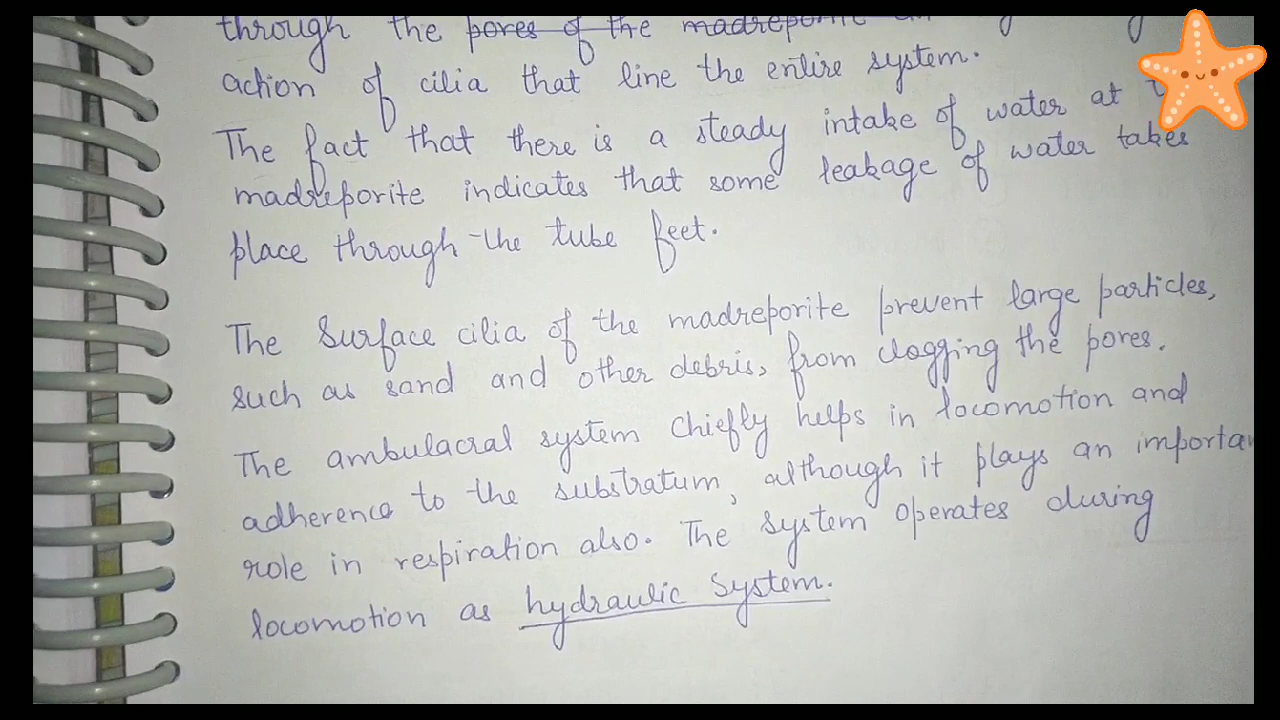 through the pores of the madreporite
action of cilia that line the entire system.
The fact that there is a steady intake of water at
madreporite indicates that some leakage of water takes
place through the tube feet.
The Surface cilia of the madreporite prevent large particles,
such as sand and other debris, from clogging the pores.
The ambulacral system chiefly helps in locomotion and
adherence to the substratum, although it plays an importan
role in respiration also. The system operates during
locomotion as hydraulic System.